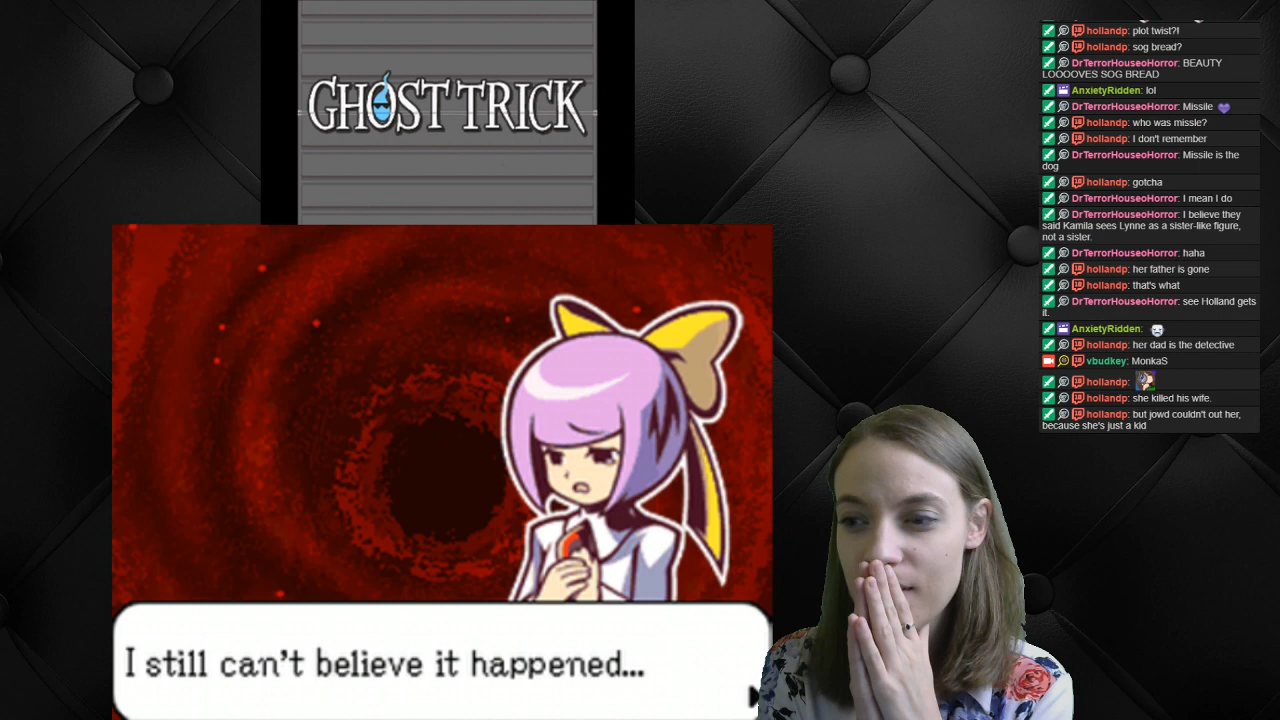 GHOST TRICK
I still can't believe it happened...
hollandp: plot twist?!
hollandp: sog bread?
DrTerrorHouseoHorror: BEAUTY
LOOOOVES SOG BREAD
AnxietyRidden: lol
DrTerrorHouseoHorror: Missile
hollandp: who was missle?
hollandp: I don't remember
DrTerrorHouseoHorror: Missile is the
dog
hollandp: gotcha
DrTerrorHouseoHorror: I mean I do
DrTerrorHouseoHorror: I believe they
said Kamila sees Lynne as a sister-like figure,
not a sister.
DrTerrorHouseoHorror: haha
hollandp: her father is gone
hollandp: that's what
DrTerrorHouseoHorror: see Holland gets
it.
AnxietyRidden:
hollandp: her dad is the detective
vbudkey: MonkaS
hollandp:
hollandp: she killed his wife.
hollandp: but jowd couldn't out her,
because she's just a kid